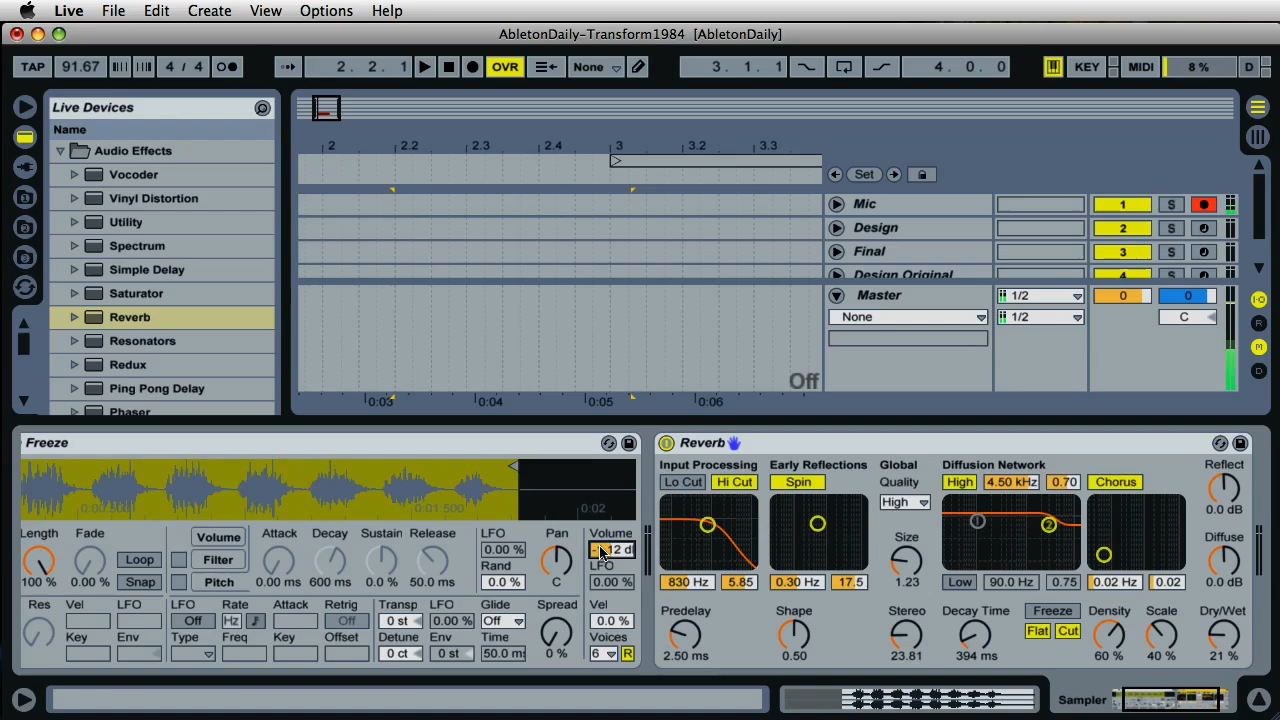 Live File Edit Create View Options Help
AbletonDaily-Transform1984 [AbletonDaily]
TAP 91.67 4 / 4 2. 2. 1 OVR None 3. 1. 1 4. 0. 0 KEY MIDI 8 % D
Live Devices
Name
Audio Effects
Vocoder
Vinyl Distortion
Utility
Spectrum
Simple Delay
Saturator
Reverb
Resonators
Redux
Ping Pong Delay
Phaser
2 2.2 2.3 2.4 3 3.2 3.3
Set
Mic 1 S
Design 2 S
Final 3 S
Design Original 4
Master 1/2 0 0
None 1/2 C
Off
0:03 0:04 0:05 0:06
Freeze
0:01.500 0:02
Length Fade Volume Attack Decay Sustain Release LFO Pan Volume
Loop Filter 0.00 %
Snap Pitch Rand LFO
100 % 0.00 % 0.00 ms 600 ms 0.0 % 50.0 ms 0.0 % C 0.00 %
Res Vel LFO LFO Rate Attack Retrig Transp LFO Glide Spread Vel
Off Hz Off 0 st 0.00 % Off 0.0 %
Key Env Type Freq Key Offset Detune Env Time Voices
0 ct 0 st 50.0 ms 0 % 6 R
Reverb
Input Processing Early Reflections Global Diffusion Network Reflect
Lo Cut Hi Cut Spin Quality High 4.50 kHz 0.70 Chorus
High
0.0 dB
1 2
Size Diffuse
830 Hz 5.85 0.30 Hz 17.5 1.23 Low 90.0 Hz 0.75 0.02 Hz 0.02 0.0 dB
Predelay Shape Stereo Decay Time Freeze Density Scale Dry/Wet
Flat Cut
2.50 ms 0.50 23.81 394 ms 60 % 40 % 21 %
Sampler